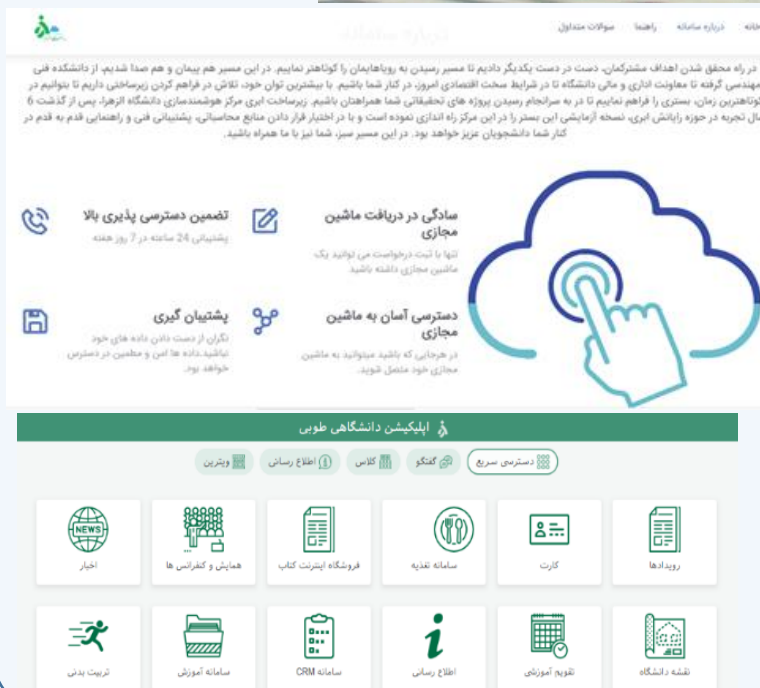 خانه درباره سامانه راهنما سوالات متداول
درباره سامانه
در راه محقق شدن اهداف مشترکمان، دست در دست یکدیگر دادیم تا مسیر رسیدن به رویاهایمان را کوتاهتر نماییم. در این مسیر هم پیمان و هم صدا شدیم، از دانشکده فنی
مهندسی گرفته تا معاونت اداری و مالی دانشگاه تا در شرایط سخت اقتصادی امروز، در کنار شما باشیم. با بیشترین توان خود، تلاش در فراهم کردن زیرساختی داریم تا بتوانیم در
کوتاهترین زمان، بستری را فراهم نماییم تا در به سرانجام رسیدن پروژه های تحقیقاتی شما همراهتان باشیم. زیرساخت ابری مرکز هوشمندسازی دانشگاه الزهرا، پس از گذشت 6
سال تجربه در حوزه رایانش ابری، نسخه آزمایشی این بستر را در این مرکز راه اندازی نموده است و با در اختیار قرار دادن منابع محاسباتی، پشتیبانی فنی و راهنمایی قدم به قدم در
کنار شما دانشجویان عزیز خواهد بود. در این مسیر سبز، شما نیز با ما همراه باشید.
سادگی در دریافت ماشین
مجازی
تنها با ثبت درخواست می توانید یک
ماشین مجازی داشته باشید.
تضمین دسترسی پذیری بالا
پشتیبانی 24 ساعته در 7 روز هفته
دسترسی آسان به ماشین
مجازی
در هرجایی که باشید میتوانید به ماشین
مجازی خود متصل شوید.
پشتیبان گیری
نگران از دست دادن داده های خود
نباشید.داده ها امن و مطمین در دسترس
خواهد بود.
اپلیکیشن دانشگاهی طوبی
دسترسی سریع گفتگو کلاس اطلاع رسانی ویترین
رویدادها کارت سامانه تغذیه فروشگاه اینترنت کتاب همایش و کنفرانس ها NEWS اخبار
نقشه دانشگاه تقویم آموزشی اطلاع رسانی سامانه CRM سامانه آموزش تربیت بدنی